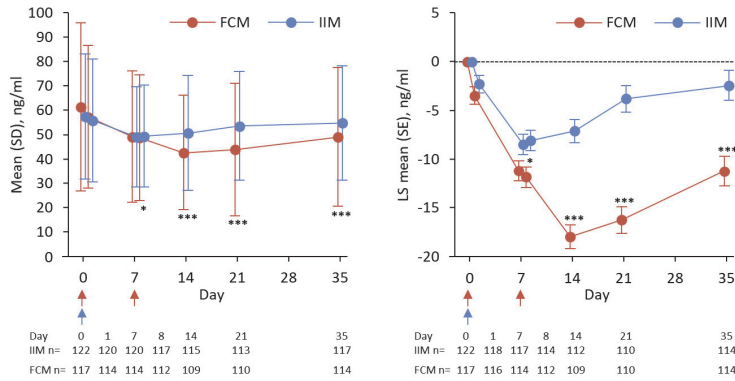 FCM IIM
Mean (SD), ng/ml
100
90
80
70
60
50
40
30
20
10
0
* *** *** ***
0 7 14 21 28 35
Day
Day 0 1 7 8 14 21 35
IIM n= 122 120 120 117 115 113 117
FCM n= 117 114 114 112 109 110 114
FCM IIM
LS mean (SE), ng/ml
5
0
−5
−10
−15
−20
* *** *** ***
0 7 14 21 28 35
Day
Day 0 1 7 8 14 21 35
IIM n= 122 118 117 114 112 110 114
FCM n= 117 116 114 112 109 110 114